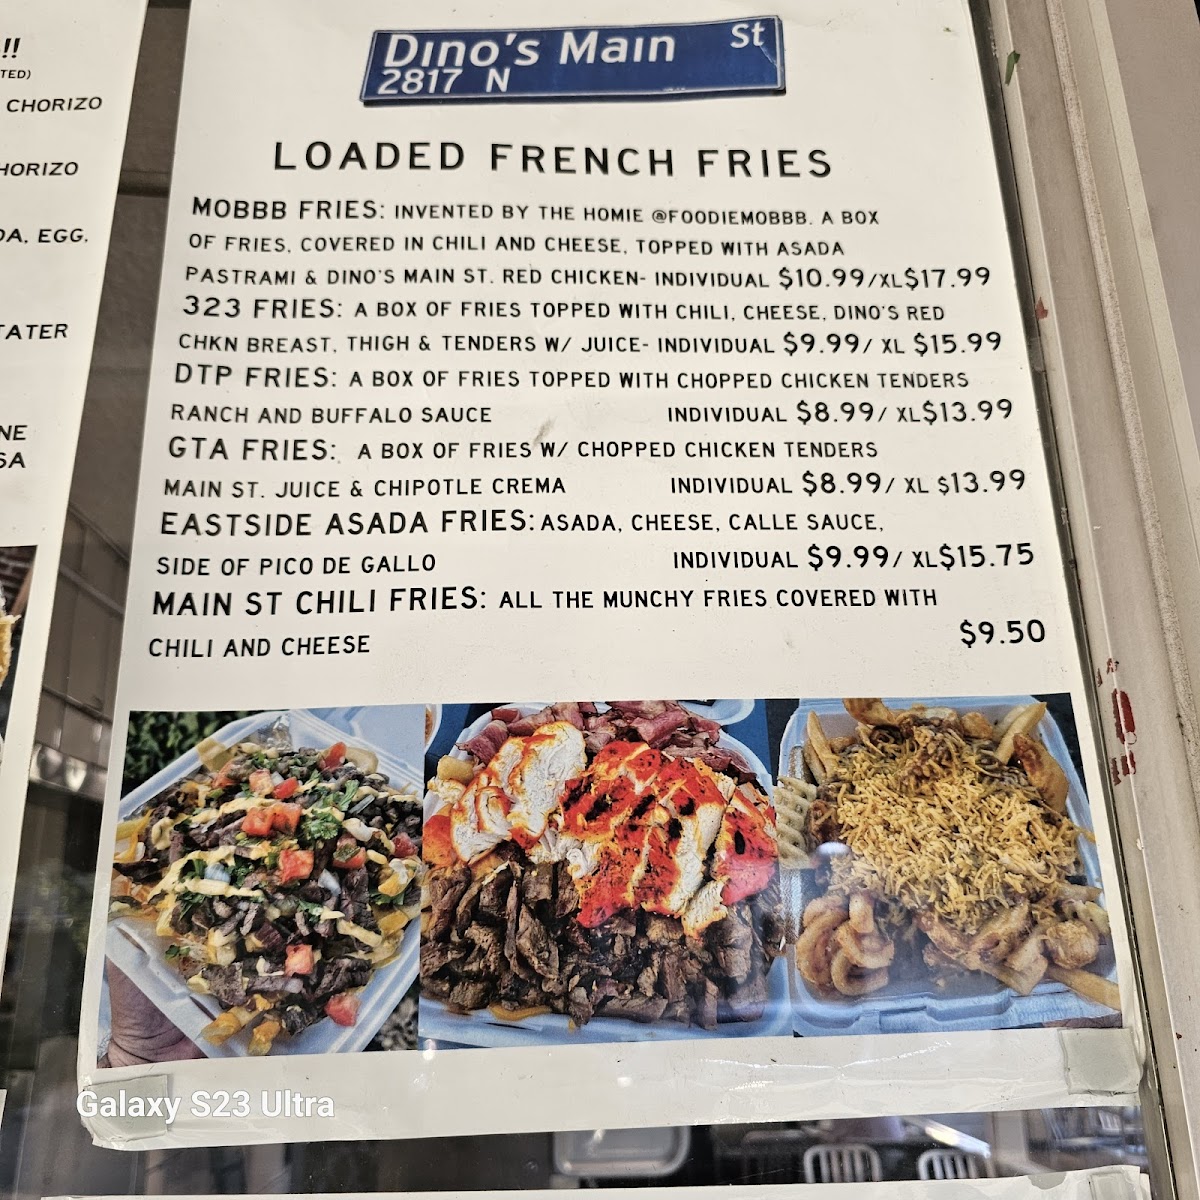 !!
TED)
CHORIZO
HORIZO
DA, EGG,
TATER
NE
SA
Dino's Main St
2817 N
LOADED FRENCH FRIES
MOBBB FRIES: INVENTED BY THE HOMIE @FOODIEMOBBB. A BOX
OF FRIES, COVERED IN CHILI AND CHEESE, TOPPED WITH ASADA
PASTRAMI & DINO'S MAIN ST. RED CHICKEN- INDIVIDUAL $10.99/XL$17.99
323 FRIES: A BOX OF FRIES TOPPED WITH CHILI, CHEESE, DINO'S RED
CHKN BREAST, THIGH & TENDERS W/ JUICE- INDIVIDUAL $9.99/ XL $15.99
DTP FRIES: A BOX OF FRIES TOPPED WITH CHOPPED CHICKEN TENDERS
RANCH AND BUFFALO SAUCE INDIVIDUAL $8.99/ XL$13.99
GTA FRIES: A BOX OF FRIES W/ CHOPPED CHICKEN TENDERS
MAIN ST. JUICE & CHIPOTLE CREMA INDIVIDUAL $8.99/ XL $13.99
EASTSIDE ASADA FRIES: ASADA, CHEESE, CALLE SAUCE,
SIDE OF PICO DE GALLO INDIVIDUAL $9.99/ XL$15.75
MAIN ST CHILI FRIES: ALL THE MUNCHY FRIES COVERED WITH
CHILI AND CHEESE $9.50
Galaxy S23 Ultra